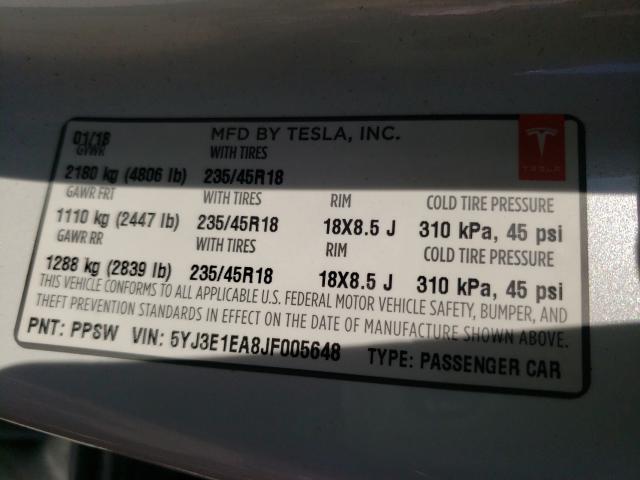 01/18 MFD BY TESLA, INC.
GVWR WITH TIRES
2180 kg (4806 lb) 235/45R18
GAWR FRT WITH TIRES RIM COLD TIRE PRESSURE
1110 kg (2447 lb) 235/45R18 18X8.5 J 310 kPa, 45 psi
GAWR RR WITH TIRES RIM COLD TIRE PRESSURE
1288 kg (2839 lb) 235/45R18 18X8.5 J 310 kPa, 45 psi
THIS VEHICLE CONFORMS TO ALL APPLICABLE U.S. FEDERAL MOTOR VEHICLE SAFETY, BUMPER, AND
THEFT PREVENTION STANDARDS IN EFFECT ON THE DATE OF MANUFACTURE SHOWN ABOVE.
PNT: PPSW VIN: 5YJ3E1EA8JF005648 TYPE: PASSENGER CAR
TESLA